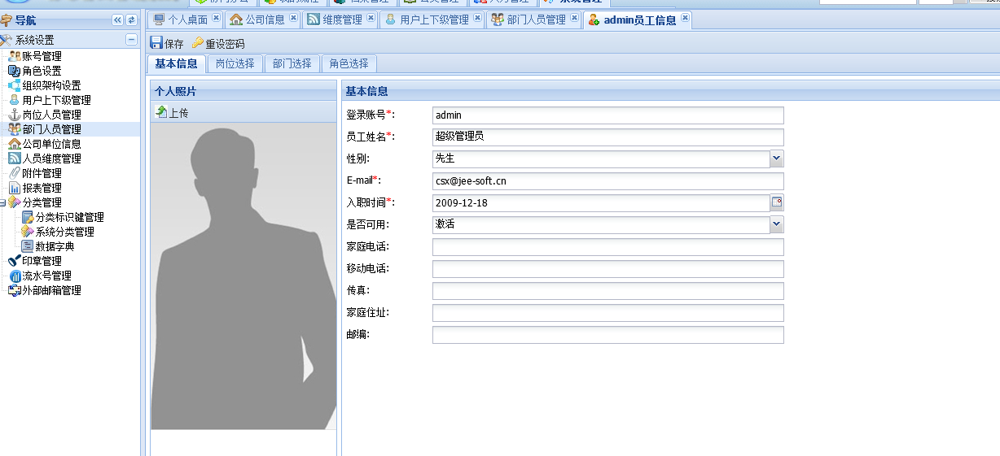 系统管理
导航
个人桌面
公司信息
维度管理
用户上下级管理
部门人员管理
admin员工信息
系统设置
保存
重设密码
账号管理
角色设置
组织架构设置
用户上下级管理
岗位人员管理
部门人员管理
公司单位信息
人员维度管理
附件管理
报表管理
分类管理
分类标识键管理
系统分类管理
数据字典
印章管理
流水号管理
外部邮箱管理
基本信息
岗位选择
部门选择
角色选择
个人照片
上传
基本信息
登录账号*: admin
员工姓名*: 超级管理员
性别: 先生
E-mail*: csx@jee-soft.cn
入职时间*: 2009-12-18
是否可用: 激活
家庭电话:
移动电话:
传真:
家庭住址:
邮编: